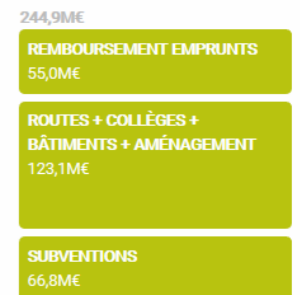 244,9M€
REMBOURSEMENT EMPRUNTS
55,0M€
ROUTES + COLLÈGES +
BÂTIMENTS + AMÉNAGEMENT
123,1M€
SUBVENTIONS
66,8M€